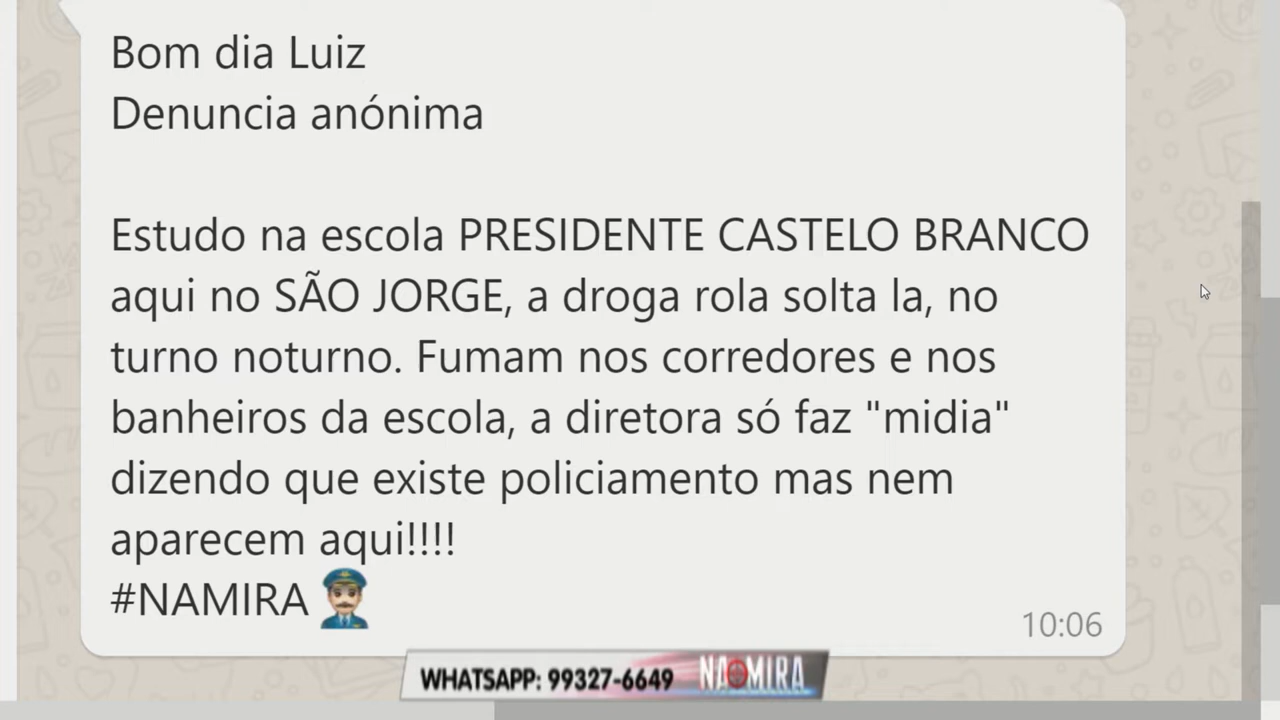 Bom dia Luiz
Denuncia anónima
Estudo na escola PRESIDENTE CASTELO BRANCO
aqui no SÃO JORGE, a droga rola solta la, no
turno noturno. Fumam nos corredores e nos
banheiros da escola, a diretora só faz "midia"
dizendo que existe policiamento mas nem
aparecem aqui!!!!
#NAMIRA
10:06
WHATSAPP: 99327-6649 NA MIRA